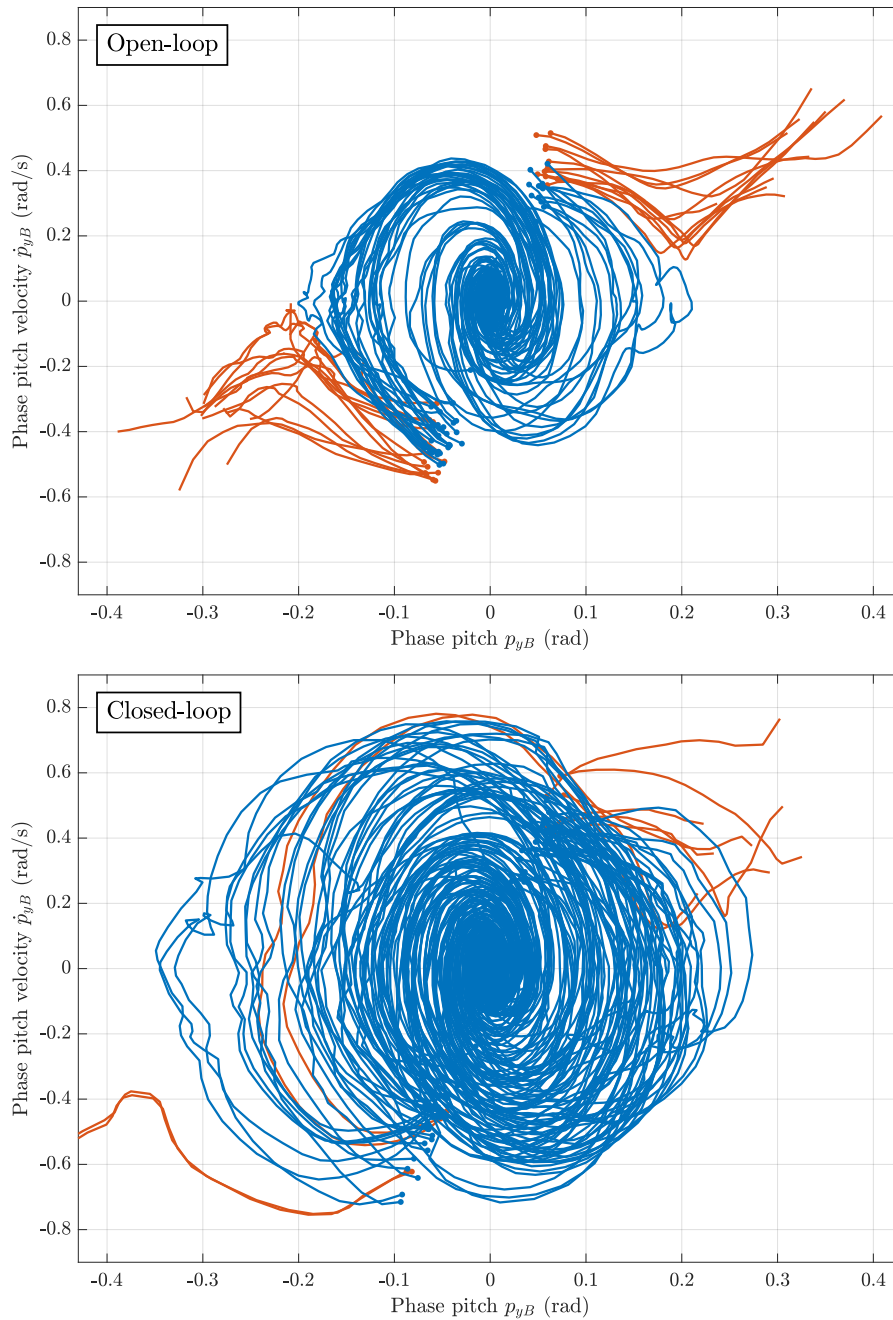 Open-loop
0.8
0.6
0.4
0.2
0
-0.2
-0.4
-0.6
-0.8
Phase pitch velocity ṗ_yB (rad/s)
-0.4 -0.3 -0.2 -0.1 0 0.1 0.2 0.3 0.4
Phase pitch p_yB (rad)
Closed-loop
0.8
0.6
0.4
0.2
0
-0.2
-0.4
-0.6
-0.8
Phase pitch velocity ṗ_yB (rad/s)
-0.4 -0.3 -0.2 -0.1 0 0.1 0.2 0.3 0.4
Phase pitch p_yB (rad)